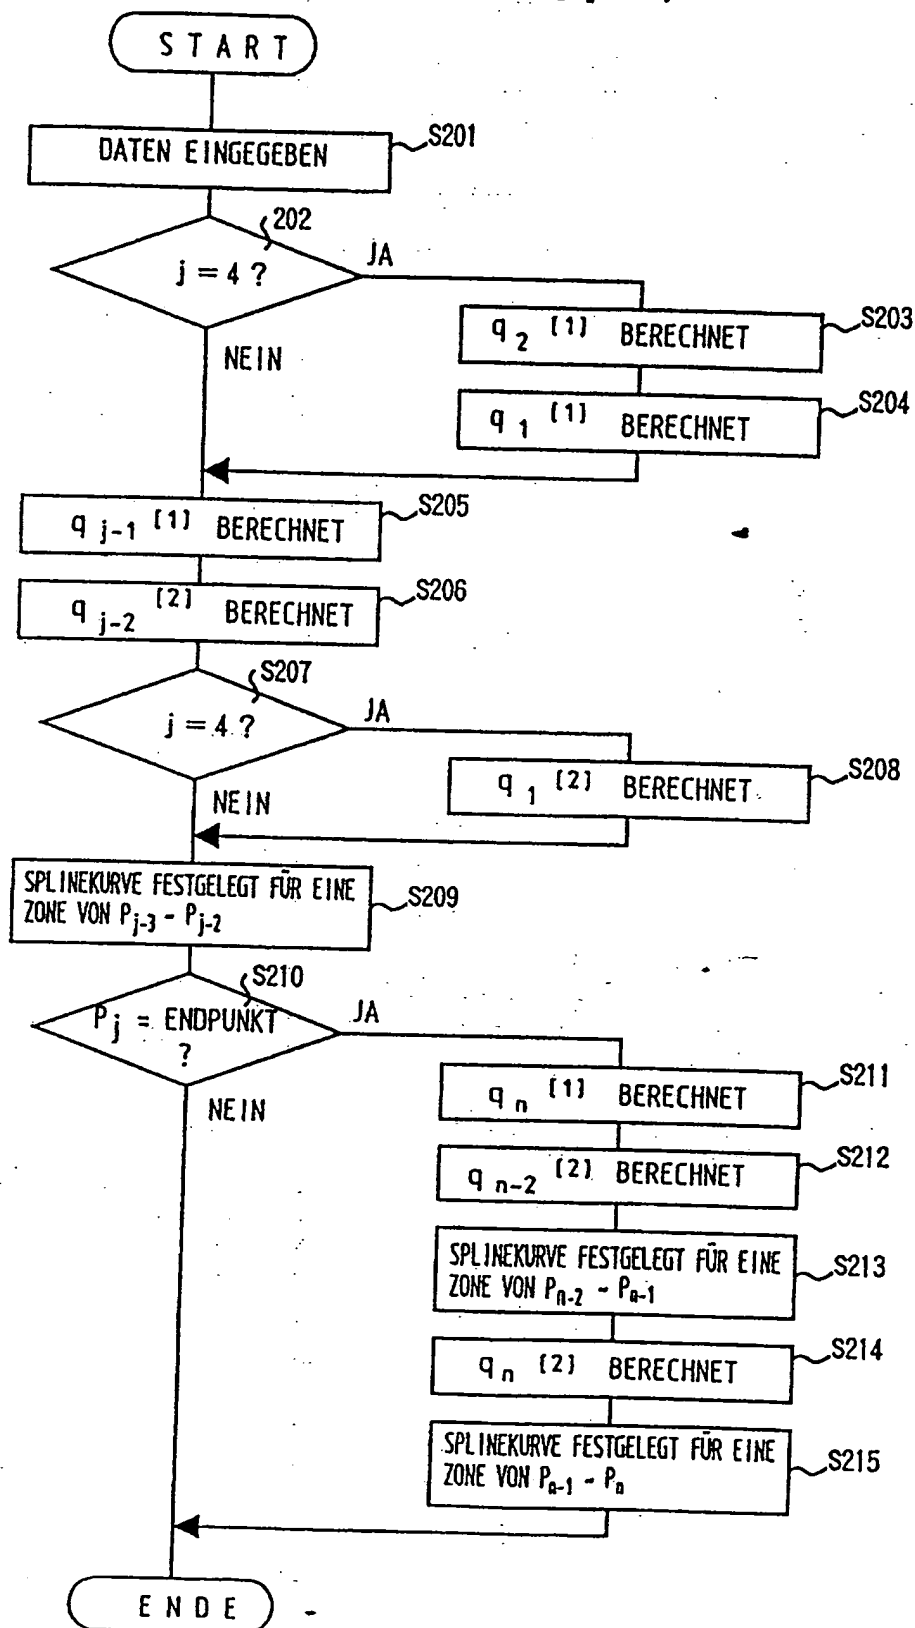 START
DATEN EINGEGEBEN
S201
202
j = 4 ?
JA
NEIN
q 2 [1] BERECHNET
S203
q 1 [1] BERECHNET
S204
q j-1 [1] BERECHNET
S205
q j-2 [2] BERECHNET
S206
S207
j = 4 ?
JA
NEIN
q 1 [2] BERECHNET
S208
SPLINEKURVE FESTGELEGT FÜR EINE
ZONE VON Pj-3 - Pj-2
S209
S210
Pj = ENDPUNKT
?
JA
NEIN
q n [1] BERECHNET
S211
q n-2 [2] BERECHNET
S212
SPLINEKURVE FESTGELEGT FÜR EINE
ZONE VON Pn-2 - Pn-1
S213
q n [2] BERECHNET
S214
SPLINEKURVE FESTGELEGT FÜR EINE
ZONE VON Pn-1 - Pn
S215
ENDE